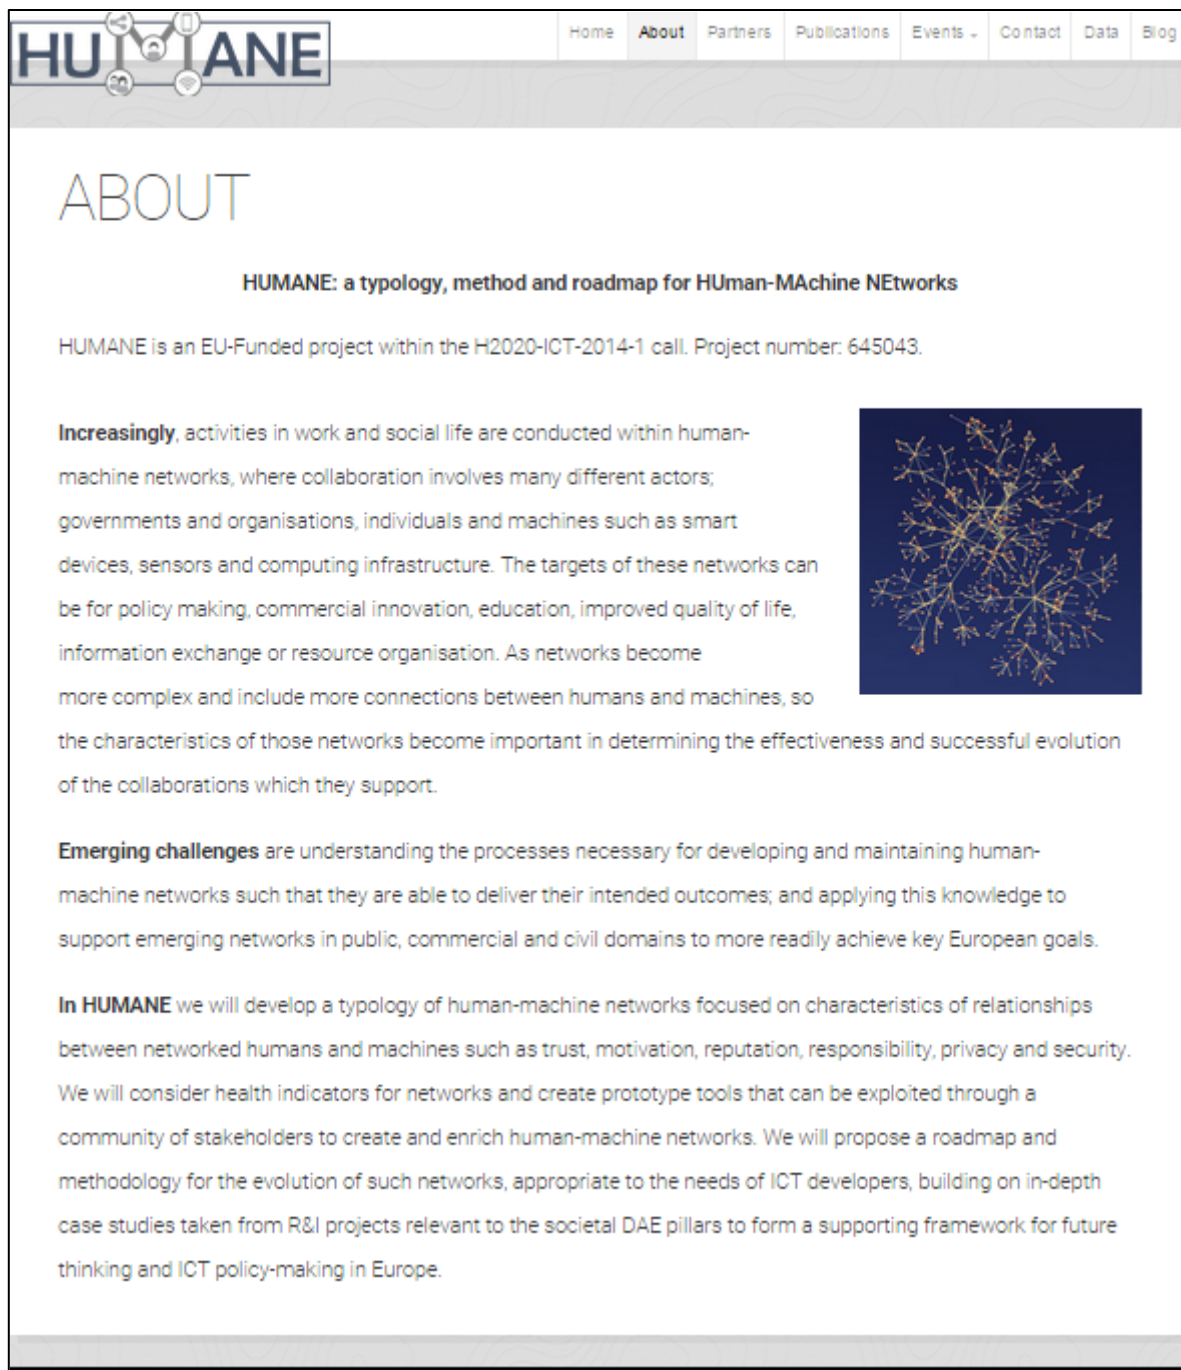 HUMANE
Home About Partners Publications Events Contact Data Blog
ABOUT
HUMANE: a typology, method and roadmap for HUman-MAchine NEtworks
HUMANE is an EU-Funded project within the H2020-ICT-2014-1 call. Project number: 645043.
Increasingly, activities in work and social life are conducted within human-
machine networks, where collaboration involves many different actors;
governments and organisations, individuals and machines such as smart
devices, sensors and computing infrastructure. The targets of these networks can
be for policy making, commercial innovation, education, improved quality of life,
information exchange or resource organisation. As networks become
more complex and include more connections between humans and machines, so
the characteristics of those networks become important in determining the effectiveness and successful evolution
of the collaborations which they support.
Emerging challenges are understanding the processes necessary for developing and maintaining human-
machine networks such that they are able to deliver their intended outcomes; and applying this knowledge to
support emerging networks in public, commercial and civil domains to more readily achieve key European goals.
In HUMANE we will develop a typology of human-machine networks focused on characteristics of relationships
between networked humans and machines such as trust, motivation, reputation, responsibility, privacy and security.
We will consider health indicators for networks and create prototype tools that can be exploited through a
community of stakeholders to create and enrich human-machine networks. We will propose a roadmap and
methodology for the evolution of such networks, appropriate to the needs of ICT developers, building on in-depth
case studies taken from R&I projects relevant to the societal DAE pillars to form a supporting framework for future
thinking and ICT policy-making in Europe.